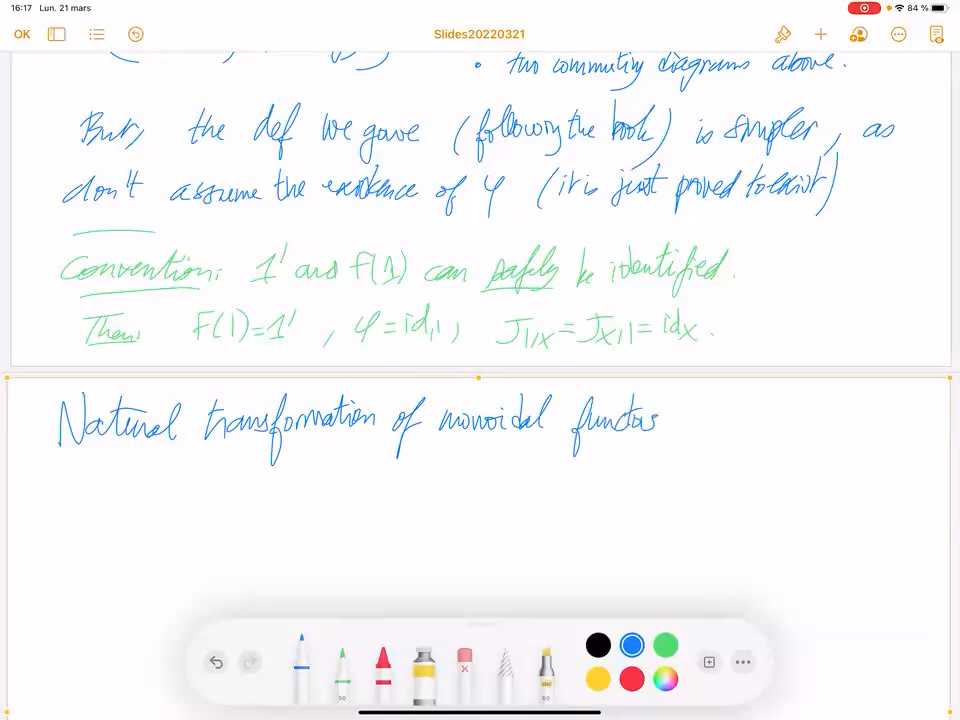 16:17 Lun. 21 mars 84 %
OK Slides20220321
• two commuting diagrams above.
But, the def we gave (following the book) is simpler, as
don't assume the existence of φ (it is just proved to exist)
Convention: 1' and F(1) can safely be identified.
Then: F(1)=1', φ=id₁', J₁,X = JX,1 = idX.
Natural transformation of monoidal functors
50
50